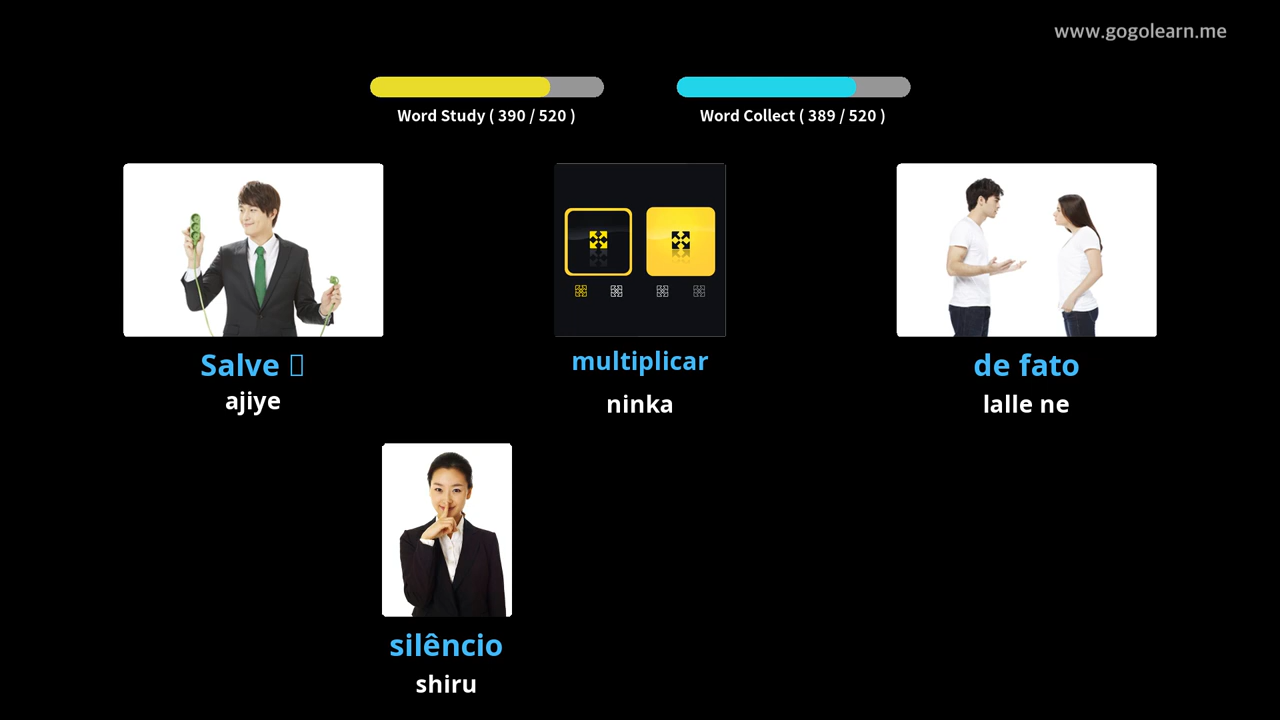 www.gogolearn.me
Word Study ( 390 / 520 )
Word Collect ( 389 / 520 )
Salve
ajiye
multiplicar
ninka
de fato
lalle ne
silêncio
shiru